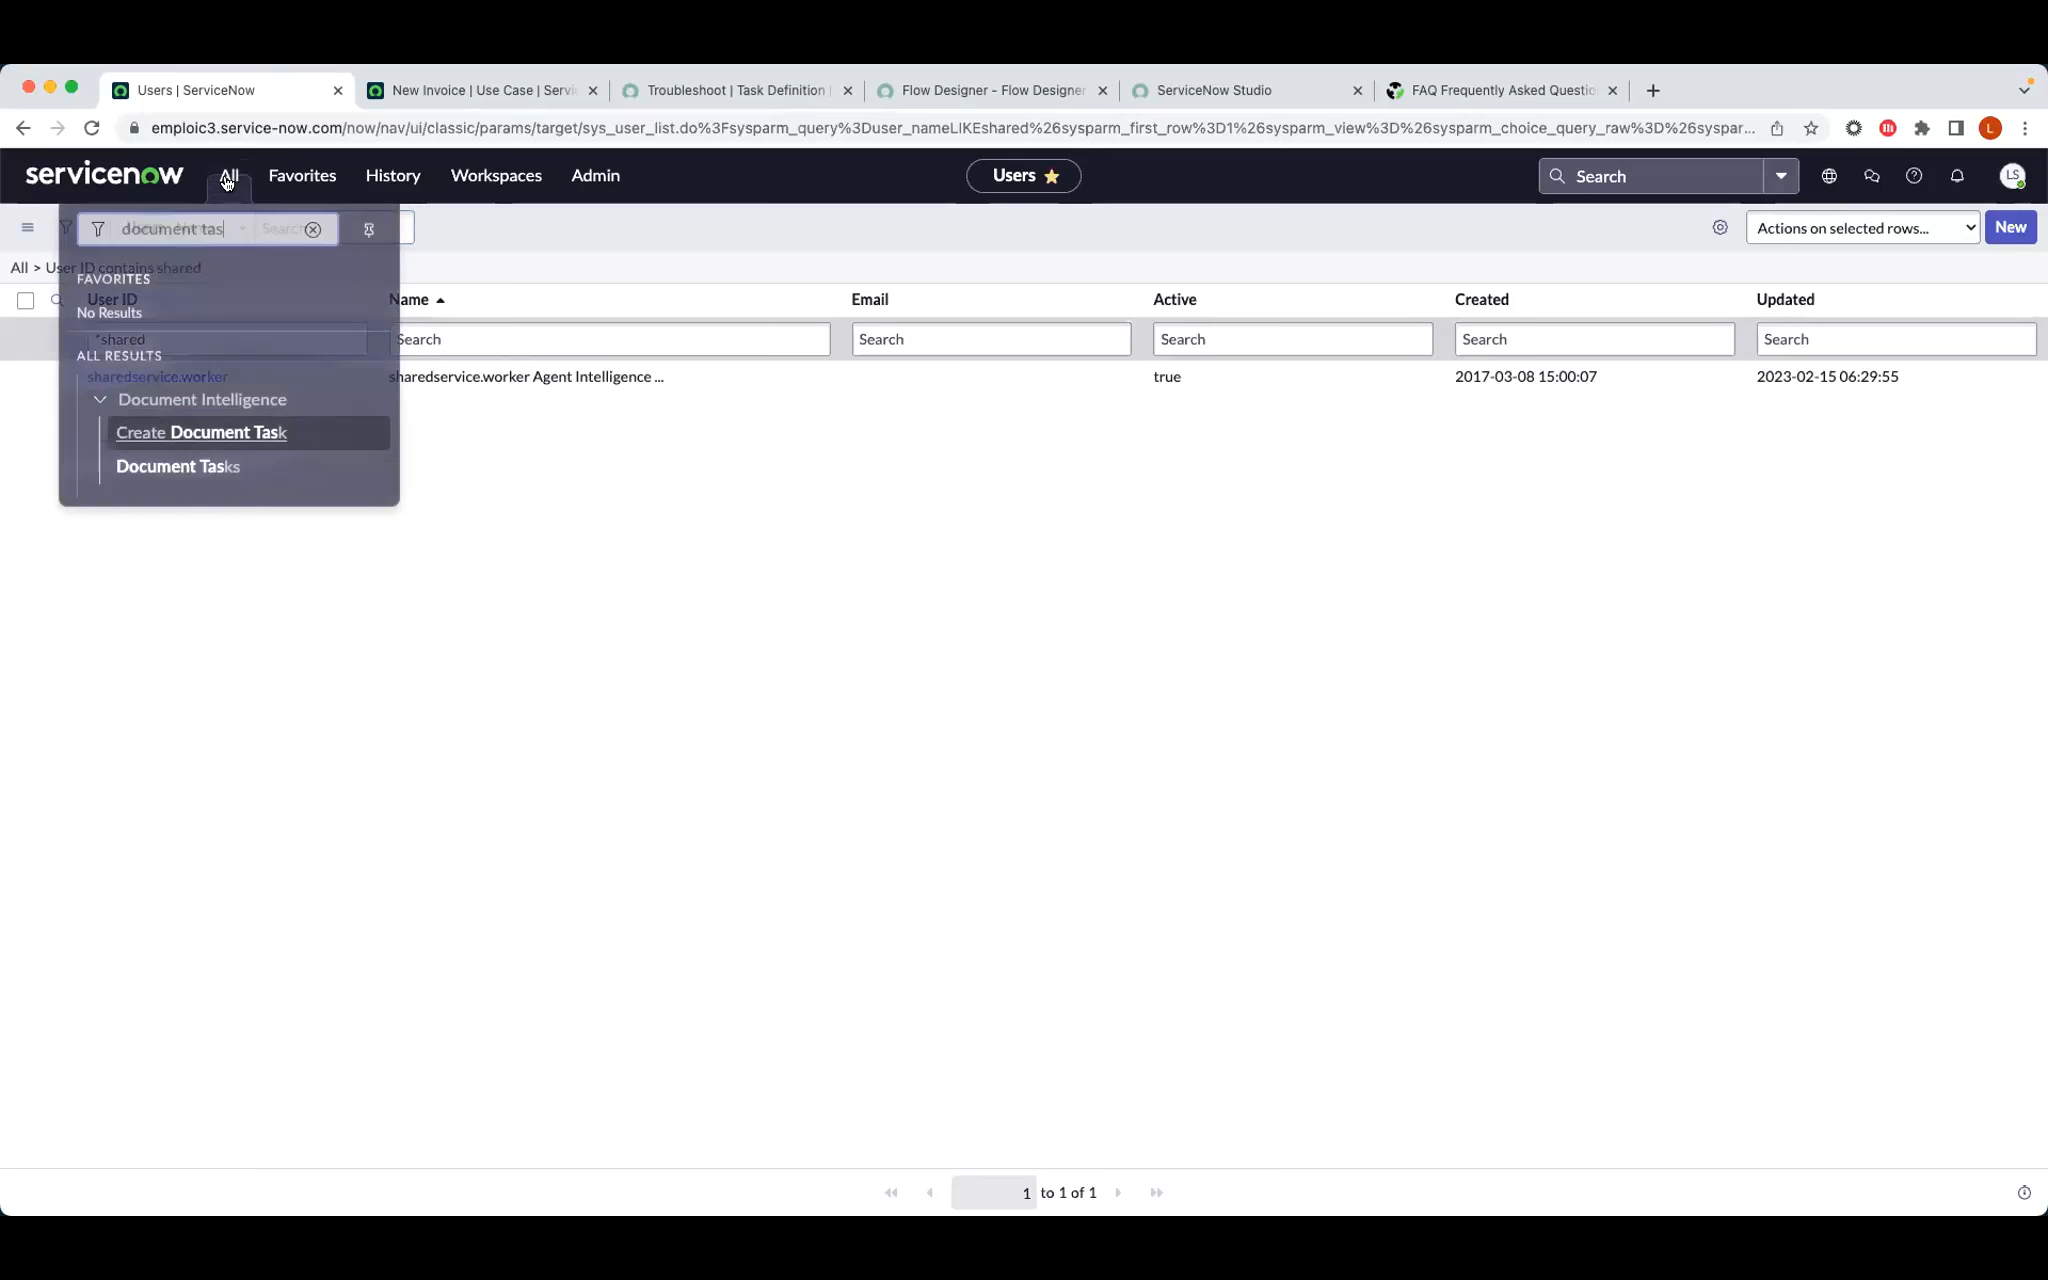 Users | ServiceNow
New Invoice | Use Case | Servi
Troubleshoot | Task Definition
Flow Designer - Flow Designer
ServiceNow Studio
FAQ Frequently Asked Questio
emploic3.service-now.com/now/nav/ui/classic/params/target/sys_user_list.do%3Fsysparm_query%3Duser_nameLIKEshared%26sysparm_first_row%3D1%26sysparm_view%3D%26sysparm_choice_query_raw%3D%26syspar...
L
servicenow
All
Favorites
History
Workspaces
Admin
Users
Search
LS
document tas
Search
Actions on selected rows...
New
All > User ID contains shared
FAVORITES
No Results
User ID
Name
Email
Active
Created
Updated
*shared
Search
Search
Search
Search
Search
ALL RESULTS
sharedservice.worker
sharedservice.worker Agent Intelligence ...
true
2017-03-08 15:00:07
2023-02-15 06:29:55
Document Intelligence
Create Document Task
Document Tasks
1 to 1 of 1